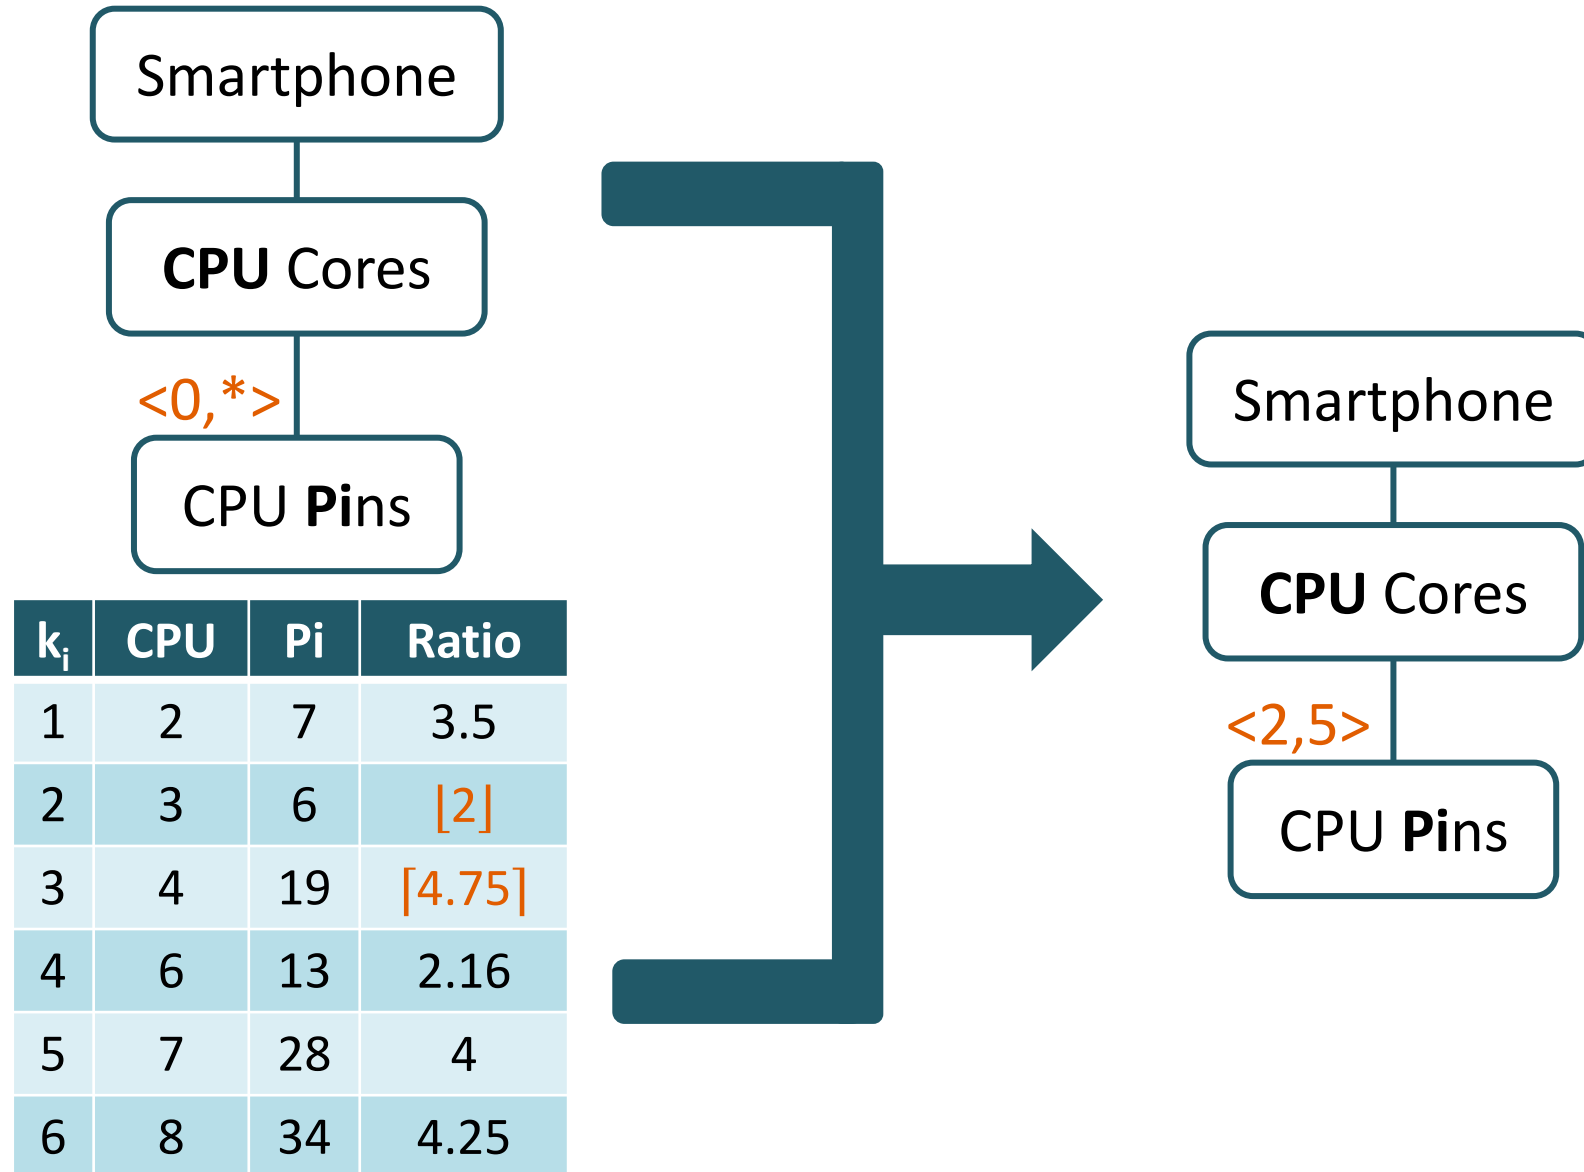 Smartphone
CPU Cores
<0,*>
CPU Pins
kᵢ CPU Pi Ratio
1 2 7 3.5
2 3 6 ⌊2⌋
3 4 19 ⌈4.75⌉
4 6 13 2.16
5 7 28 4
6 8 34 4.25
Smartphone
CPU Cores
<2,5>
CPU Pins